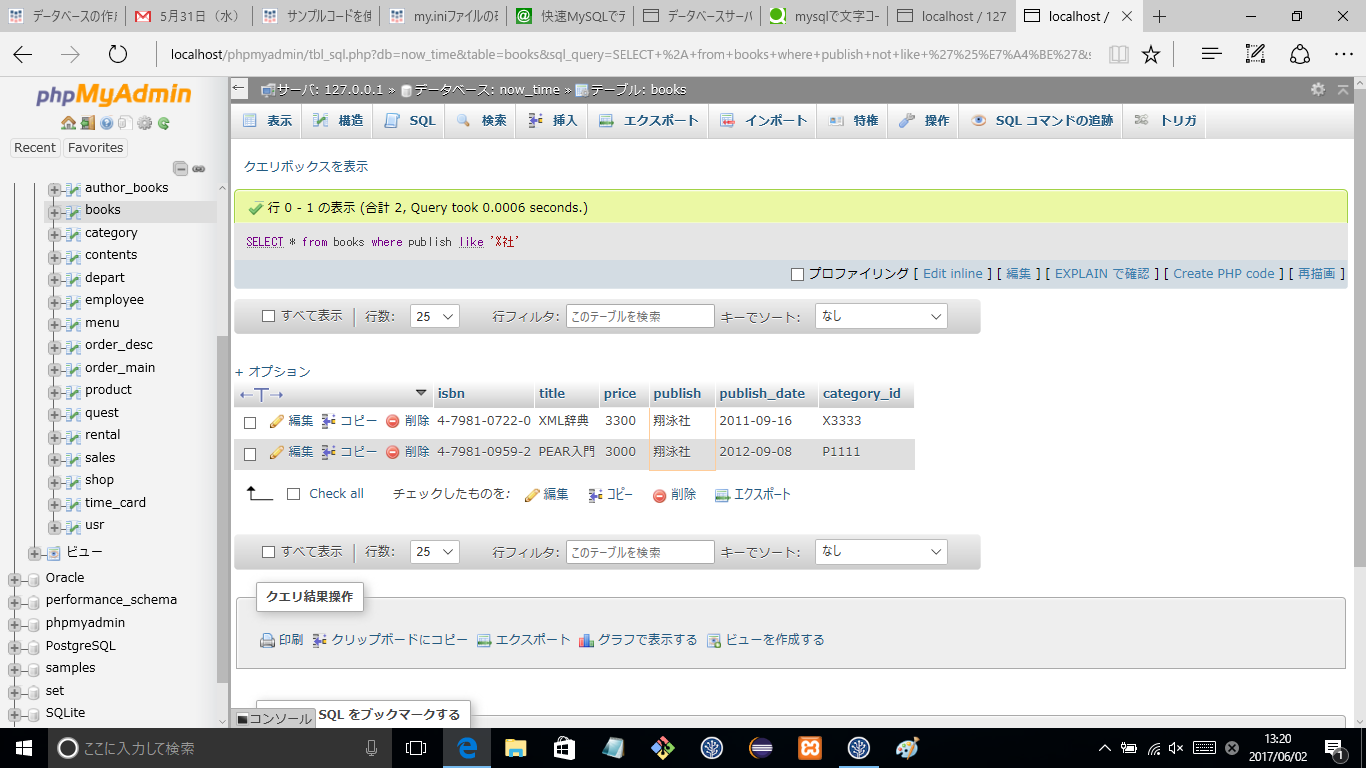 データベースの作成
5月31日（水）
サンプルコードを使
my.iniファイルの
快速MySQLでデ
データベースサーバ
mysqlで文字コー
localhost / 127
localhost /
localhost/phpmyadmin/tbl_sql.php?db=now_time&table=books&sql_query=SELECT+%2A+from+books+where+publish+not+like+%27%25%E7%A4%BE%27&s
phpMyAdmin
Recent Favorites
author_books
books
category
contents
depart
employee
menu
order_desc
order_main
product
quest
rental
sales
shop
time_card
usr
ビュー
Oracle
performance_schema
phpmyadmin
PostgreSQL
samples
set
SQLite
サーバ: 127.0.0.1 » データベース: now_time » テーブル: books
表示 構造 SQL 検索 挿入 エクスポート インポート 特権 操作 SQL コマンドの追跡 トリガ
クエリボックスを表示
行 0 - 1 の表示 (合計 2, Query took 0.0006 seconds.)
SELECT * from books where publish like '%社'
プロファイリング [ Edit inline ] [ 編集 ] [ EXPLAIN で確認 ] [ Create PHP code ] [ 再描画 ]
すべて表示 | 行数: 25 行フィルタ: このテーブルを検索 キーでソート: なし
+ オプション
←T→ isbn title price publish publish_date category_id
編集 コピー 削除 4-7981-0722-0 XML辞典 3300 翔泳社 2011-09-16 X3333
編集 コピー 削除 4-7981-0959-2 PEAR入門 3000 翔泳社 2012-09-08 P1111
Check all チェックしたものを: 編集 コピー 削除 エクスポート
すべて表示 | 行数: 25 行フィルタ: このテーブルを検索 キーでソート: なし
クエリ結果操作
印刷 クリップボードにコピー エクスポート グラフで表示する ビューを作成する
コンソール SQL をブックマークする
ここに入力して検索
13:20
2017/06/02
1